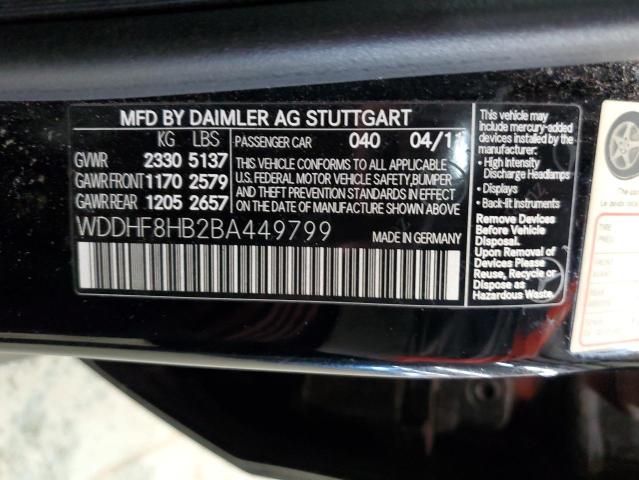 MFD BY DAIMLER AG STUTTGART
KG LBS
PASSENGER CAR 040 04/11
GVWR 2330 5137
GAWR FRONT 1170 2579
GAWR REAR 1205 2657
THIS VEHICLE CONFORMS TO ALL APPLICABLE
U.S. FEDERAL MOTOR VEHICLE SAFETY, BUMPER
AND THEFT PREVENTION STANDARDS IN EFFECT
ON THE DATE OF MANUFACTURE SHOWN ABOVE
WDDHF8HB2BA449799
MADE IN GERMANY
This vehicle may
include mercury-added
devices installed by the
manufacturer:
• High Intensity
Discharge Headlamps
• Displays
• Bias Lighting
Remove Devices
Before Vehicle
Disposal.
Upon Removal of
Devices Please
Reuse, Recycle or
Dispose as
Hazardous Waste.